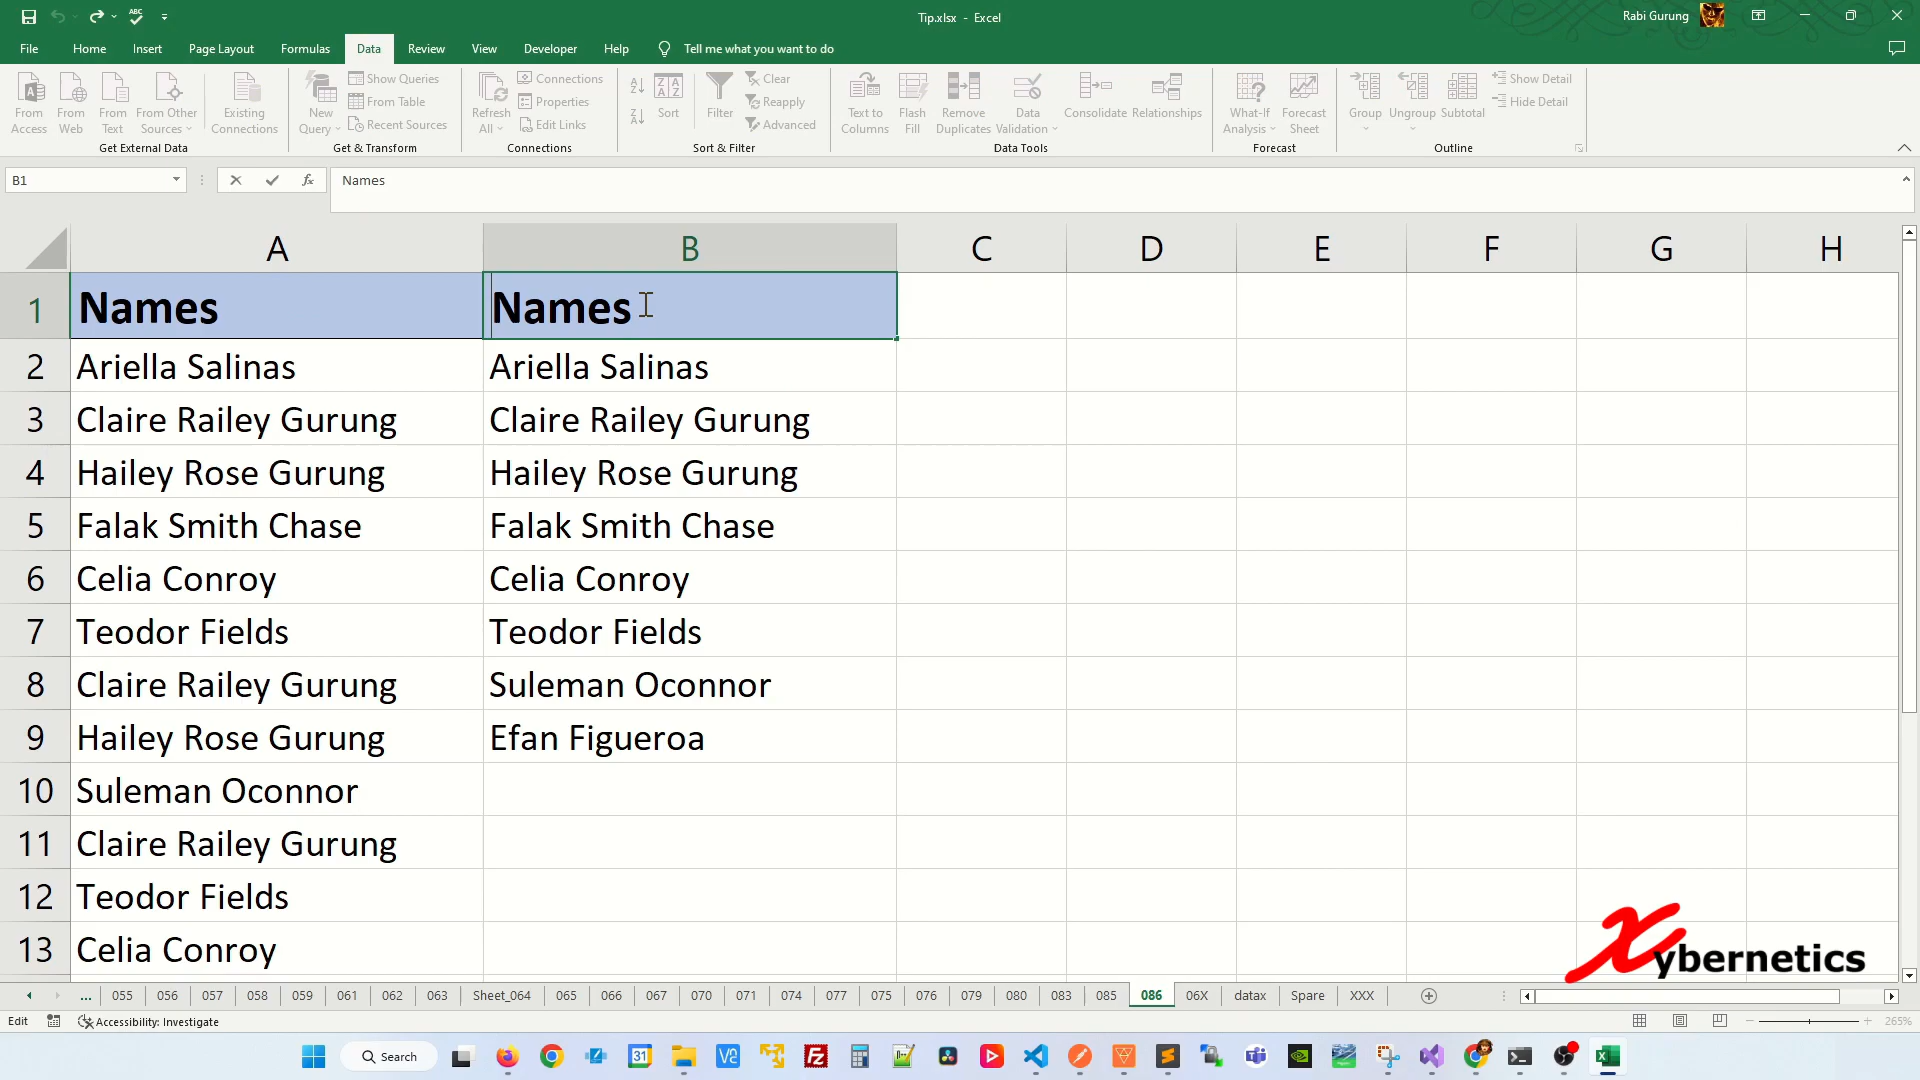 Tip.xlsx - Excel
Rabi Gurung
File Home Insert Page Layout Formulas Data Review View Developer Help Tell me what you want to do
From Access
From Web
From Text
From Other Sources
Existing Connections
Get External Data
New Query
Show Queries
From Table
Recent Sources
Get & Transform
Refresh All
Connections
Properties
Edit Links
Connections
Sort
Filter
Clear
Reapply
Advanced
Sort & Filter
Text to Columns
Flash Fill
Remove Duplicates
Data Validation
Consolidate
Relationships
Data Tools
What-If Analysis
Forecast Sheet
Forecast
Group
Ungroup
Subtotal
Show Detail
Hide Detail
Outline
B1 fx Names
A B C D E F G H
1 Names Names
2 Ariella Salinas Ariella Salinas
3 Claire Railey Gurung Claire Railey Gurung
4 Hailey Rose Gurung Hailey Rose Gurung
5 Falak Smith Chase Falak Smith Chase
6 Celia Conroy Celia Conroy
7 Teodor Fields Teodor Fields
8 Claire Railey Gurung Suleman Oconnor
9 Hailey Rose Gurung Efan Figueroa
10 Suleman Oconnor
11 Claire Railey Gurung
12 Teodor Fields
13 Celia Conroy
Xybernetics
... 055 056 057 058 059 061 062 063 Sheet_064 065 066 067 070 071 074 077 075 076 079 080 083 085 086 06X datax Spare XXX
Edit Accessibility: Investigate 265%
Search